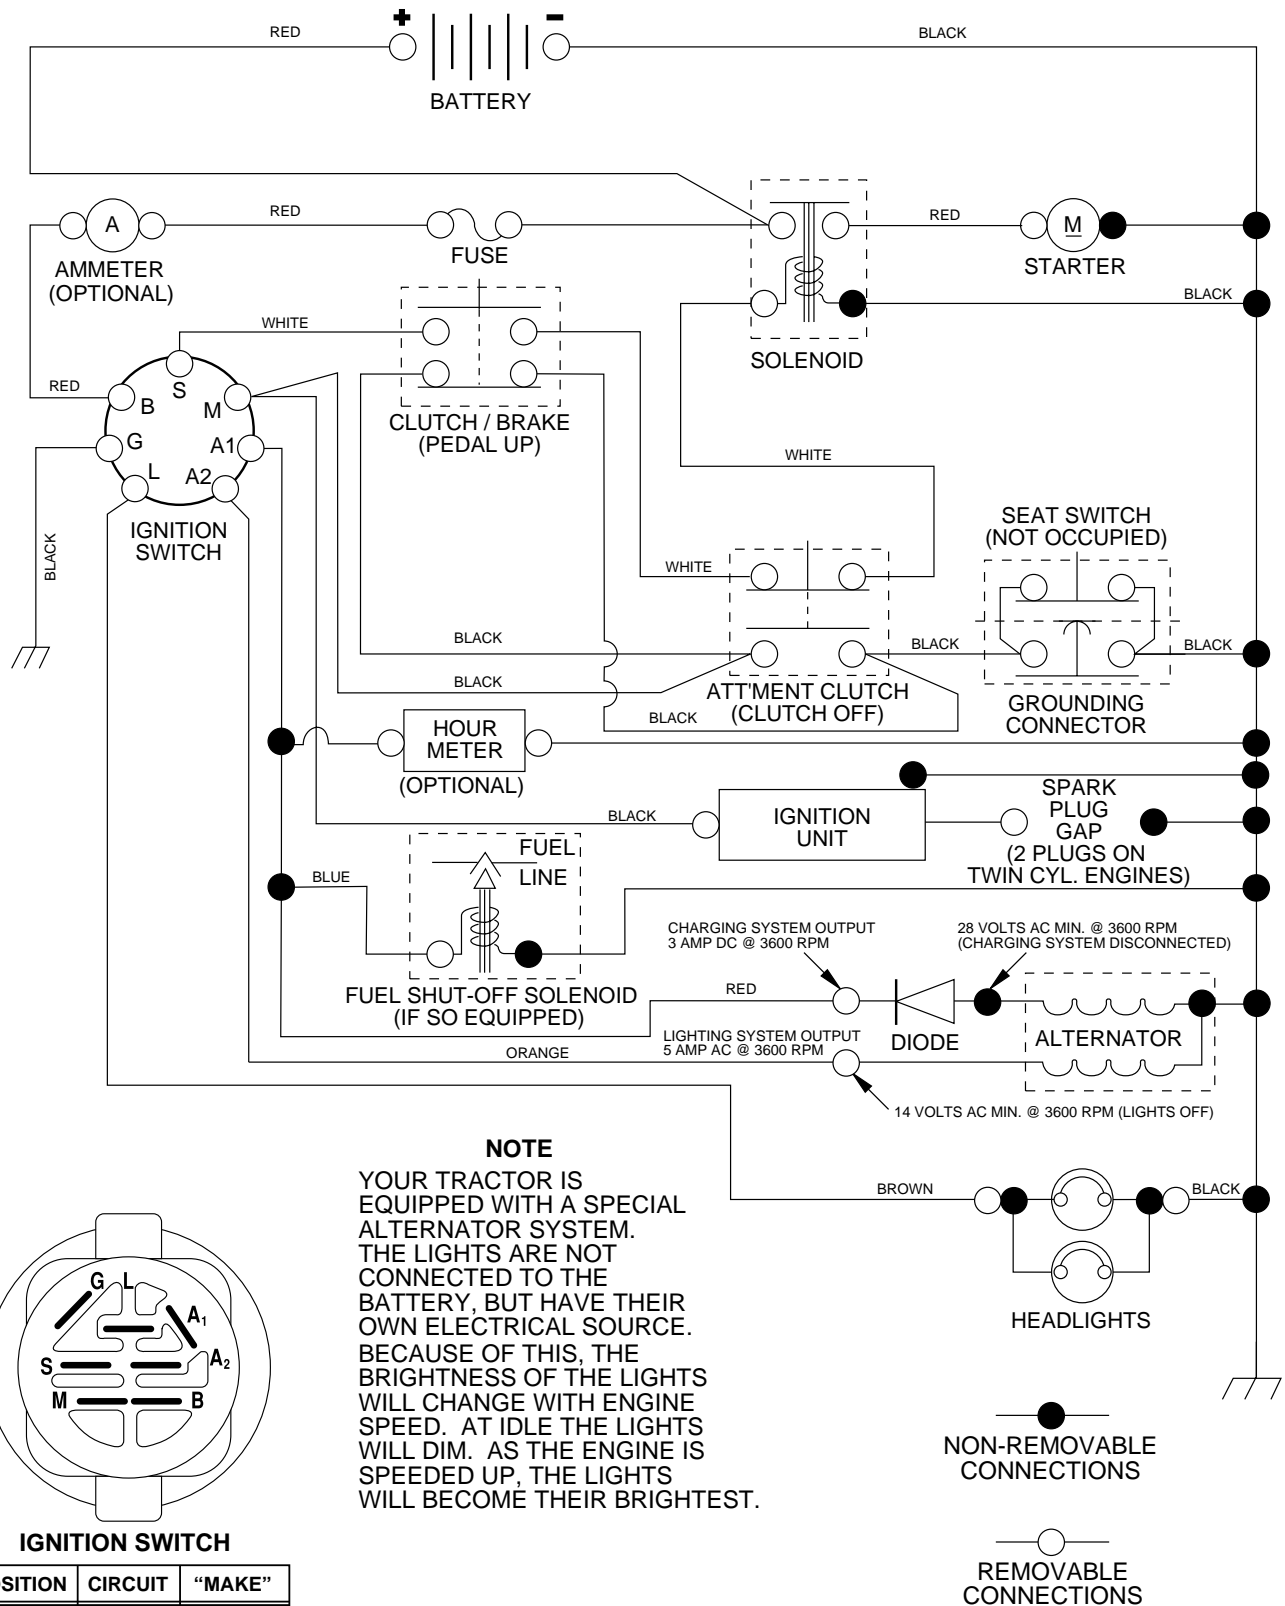 + -
RED
BLACK
BATTERY
RED
RED
A
M
FUSE
STARTER
AMMETER
(OPTIONAL)
BLACK
WHITE
SOLENOID
RED
S
B
M
CLUTCH / BRAKE
(PEDAL UP)
G
A1
L
A2
WHITE
IGNITION
SWITCH
BLACK
SEAT SWITCH
(NOT OCCUPIED)
WHITE
BLACK
BLACK
BLACK
BLACK
ATT'MENT CLUTCH
(CLUTCH OFF)
BLACK
GROUNDING
CONNECTOR
HOUR
METER
(OPTIONAL)
BLACK
IGNITION
UNIT
SPARK
PLUG
GAP
(2 PLUGS ON
TWIN CYL. ENGINES)
FUEL
LINE
BLUE
CHARGING SYSTEM OUTPUT
3 AMP DC @ 3600 RPM
28 VOLTS AC MIN. @ 3600 RPM
(CHARGING SYSTEM DISCONNECTED)
FUEL SHUT-OFF SOLENOID
(IF SO EQUIPPED)
RED
DIODE
ALTERNATOR
ORANGE
LIGHTING SYSTEM OUTPUT
5 AMP AC @ 3600 RPM
14 VOLTS AC MIN. @ 3600 RPM (LIGHTS OFF)
NOTE
YOUR TRACTOR IS
EQUIPPED WITH A SPECIAL
ALTERNATOR SYSTEM.
THE LIGHTS ARE NOT
CONNECTED TO THE
BATTERY, BUT HAVE THEIR
OWN ELECTRICAL SOURCE.
BECAUSE OF THIS, THE
BRIGHTNESS OF THE LIGHTS
WILL CHANGE WITH ENGINE
SPEED. AT IDLE THE LIGHTS
WILL DIM. AS THE ENGINE IS
SPEEDED UP, THE LIGHTS
WILL BECOME THEIR BRIGHTEST.
BROWN
BLACK
HEADLIGHTS
G L
A1
S
A2
M
B
IGNITION SWITCH
NON-REMOVABLE
CONNECTIONS
REMOVABLE
CONNECTIONS
SITION CIRCUIT “MAKE”